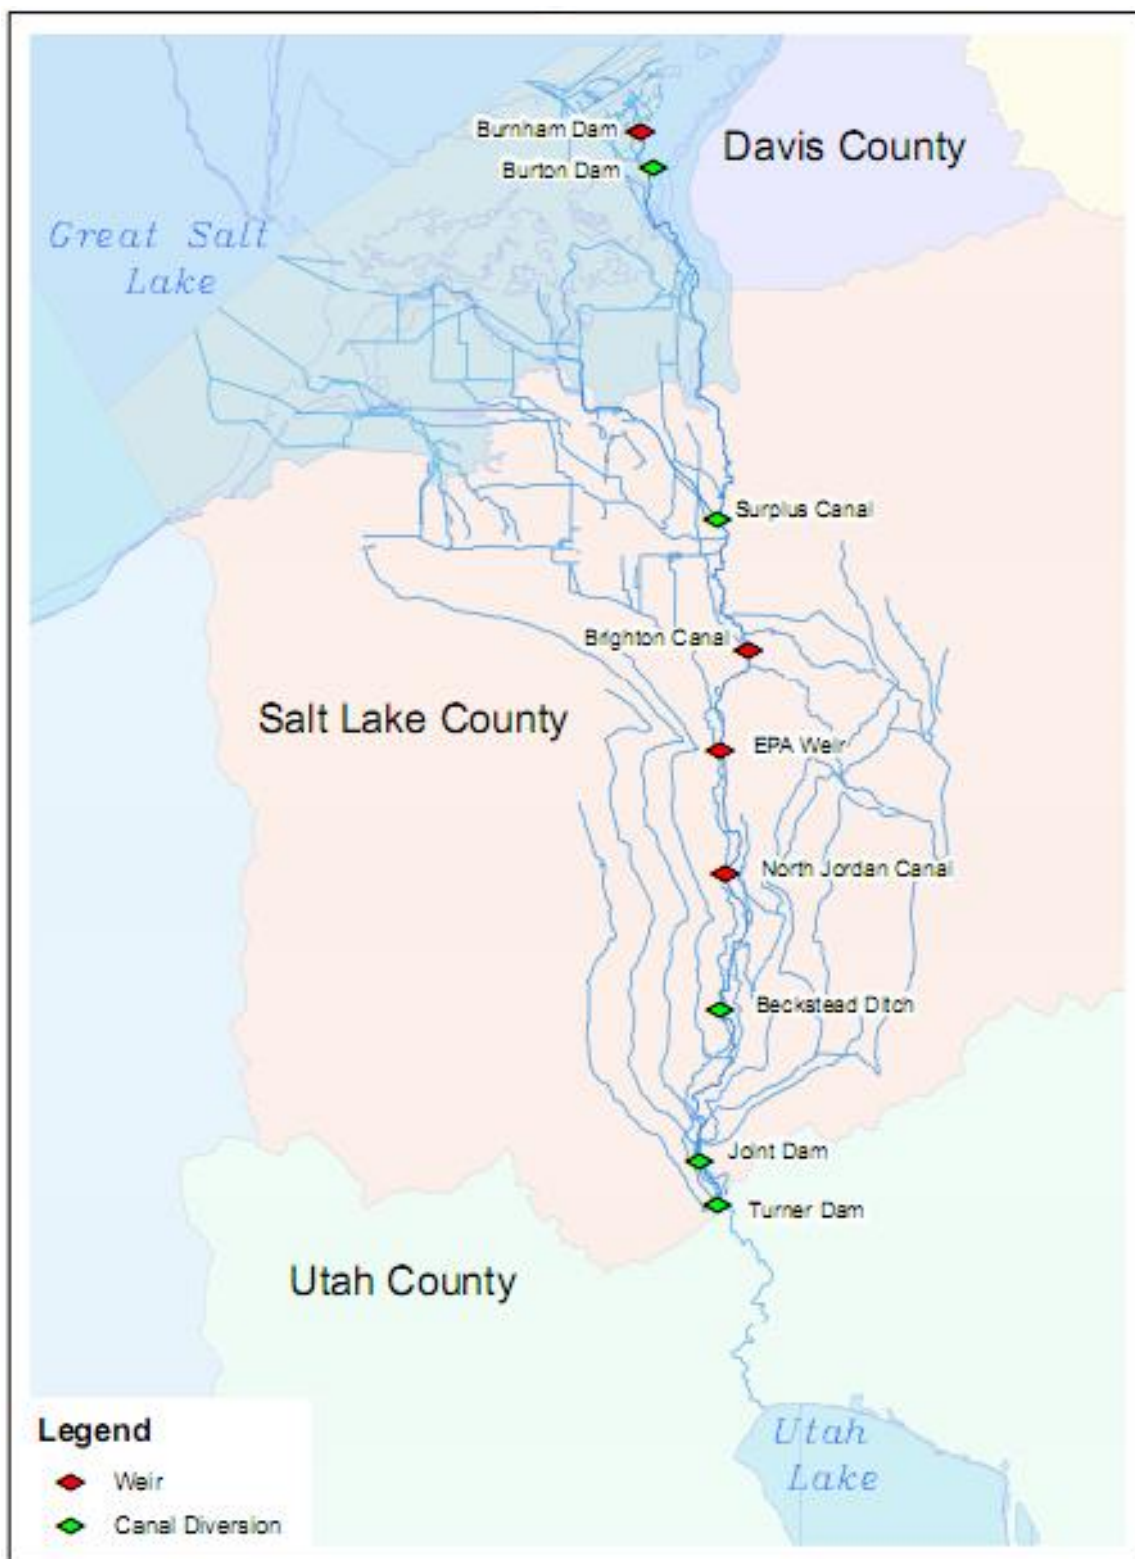 Burnham Dam
Davis County
Burton Dam
Great Salt
Lake
Surplus Canal
Brighton Canal
Salt Lake County
EPA Weir
North Jordan Canal
Beckstead Ditch
Joint Dam
Turner Dam
Utah County
Utah
Lake
Legend
Weir
Canal Diversion